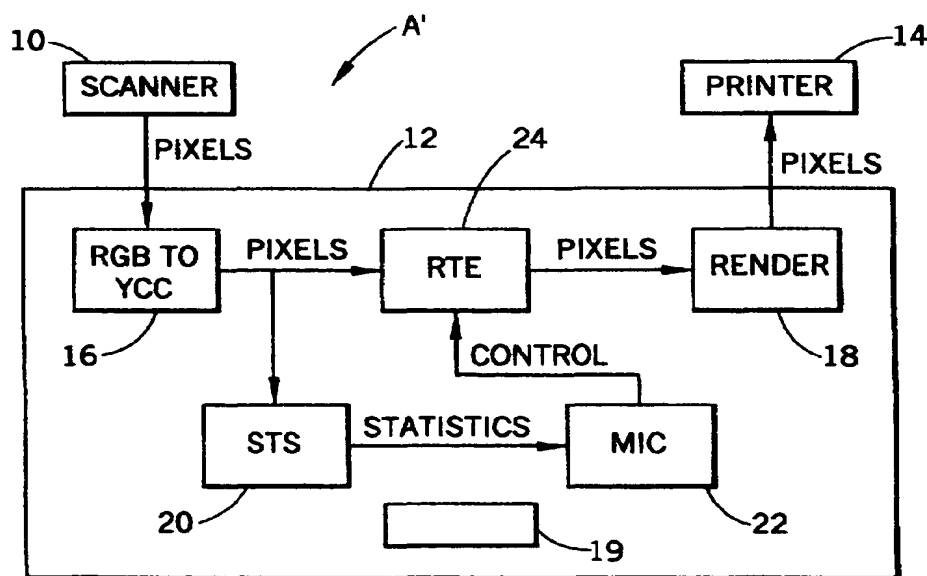 A'
10
14
SCANNER
PRINTER
PIXELS
12
24
PIXELS
RGB TO
YCC
PIXELS
RTE
PIXELS
RENDER
16
CONTROL
18
STS
STATISTICS
MIC
20
22
19